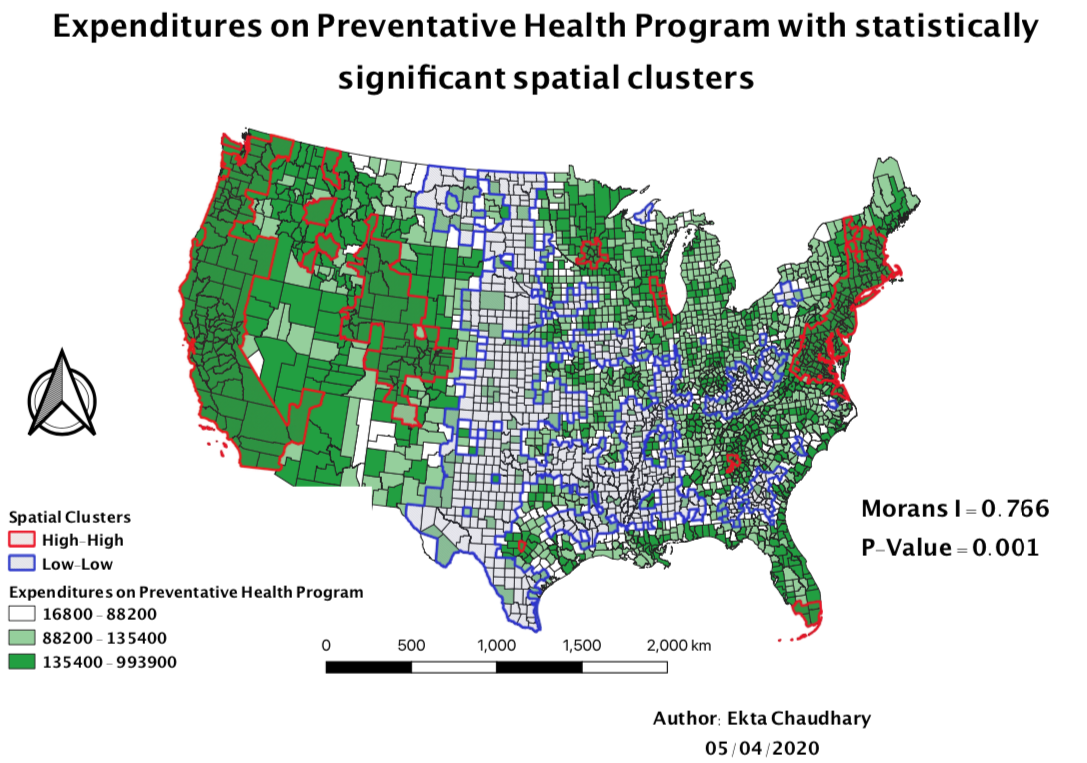 Expenditures on Preventative Health Program with statistically
significant spatial clusters
Morans I = 0.766
P-Value = 0.001
Spatial Clusters
High-High
Low-Low
Expenditures on Preventative Health Program
16800 - 88200
88200 - 135400
135400 - 993900
0 500 1,000 1,500 2,000 km
Author: Ekta Chaudhary
05/04/2020